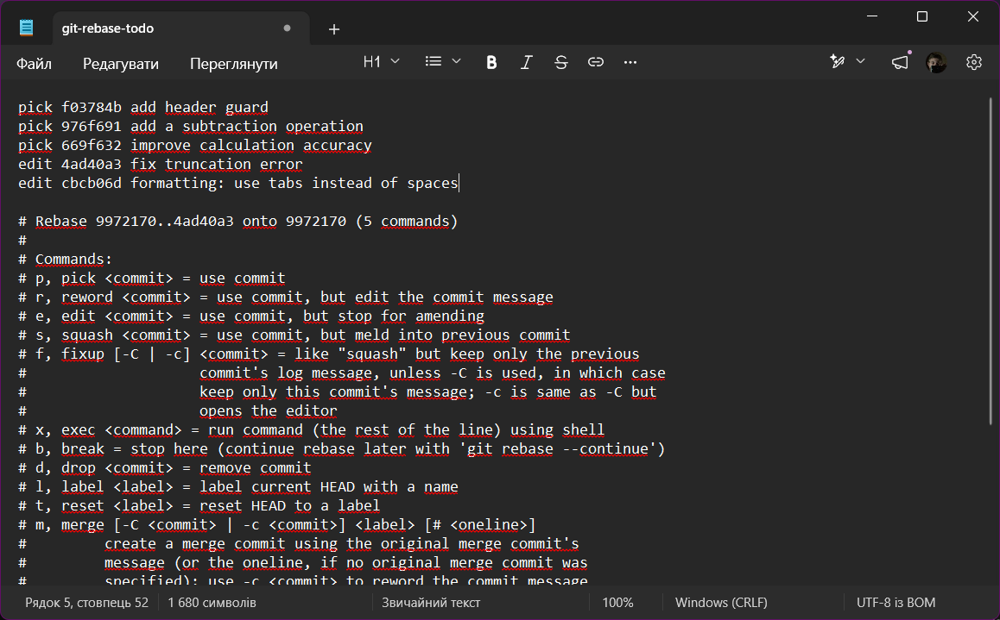 git-rebase-todo
Файл Редагувати Переглянути H1
pick f03784b add header guard
pick 976f691 add a subtraction operation
pick 669f632 improve calculation accuracy
edit 4ad40a3 fix truncation error
edit cbcb06d formatting: use tabs instead of spaces
# Rebase 9972170..4ad40a3 onto 9972170 (5 commands)
#
# Commands:
# p, pick <commit> = use commit
# r, reword <commit> = use commit, but edit the commit message
# e, edit <commit> = use commit, but stop for amending
# s, squash <commit> = use commit, but meld into previous commit
# f, fixup [-C | -c] <commit> = like "squash" but keep only the previous
#                    commit's log message, unless -C is used, in which case
#                    keep only this commit's message; -c is same as -C but
#                    opens the editor
# x, exec <command> = run command (the rest of the line) using shell
# b, break = stop here (continue rebase later with 'git rebase --continue')
# d, drop <commit> = remove commit
# l, label <label> = label current HEAD with a name
# t, reset <label> = reset HEAD to a label
# m, merge [-C <commit> | -c <commit>] <label> [# <oneline>]
#         create a merge commit using the original merge commit's
#         message (or the oneline, if no original merge commit was
#         specified); use -c <commit> to reword the commit message
Рядок 5, стовпець 52 1 680 символів Звичайний текст 100% Windows (CRLF) UTF-8 із BOM